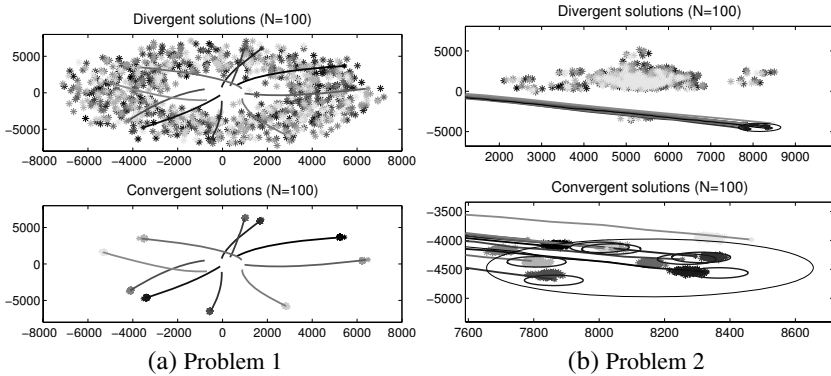 Divergent solutions (N=100)
5000
0
−5000
−8000 −6000 −4000 −2000 0 2000 4000 6000 8000
Convergent solutions (N=100)
5000
0
−5000
−8000 −6000 −4000 −2000 0 2000 4000 6000 8000
(a) Problem 1
Divergent solutions (N=100)
5000
0
−5000
2000 3000 4000 5000 6000 7000 8000 9000
Convergent solutions (N=100)
−3500
−4000
−4500
−5000
7600 7800 8000 8200 8400 8600
(b) Problem 2